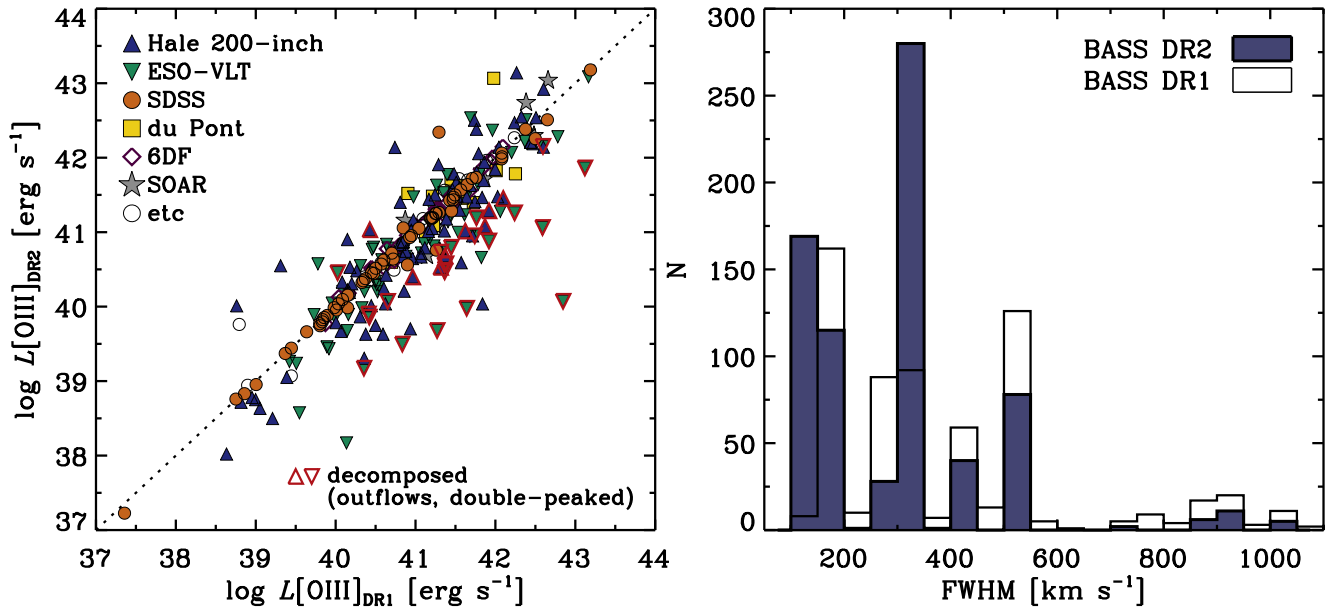 44
43
42
41
40
39
38
37
log L[OIII]DR2 [erg s⁻¹]
Hale 200-inch
ESO-VLT
SDSS
du Pont
6DF
SOAR
etc
decomposed
(outflows, double-peaked)
37 38 39 40 41 42 43 44
log L[OIII]DR1 [erg s⁻¹]
300
250
200
150
100
50
0
N
BASS DR2
BASS DR1
200 400 600 800 1000
FWHM [km s⁻¹]